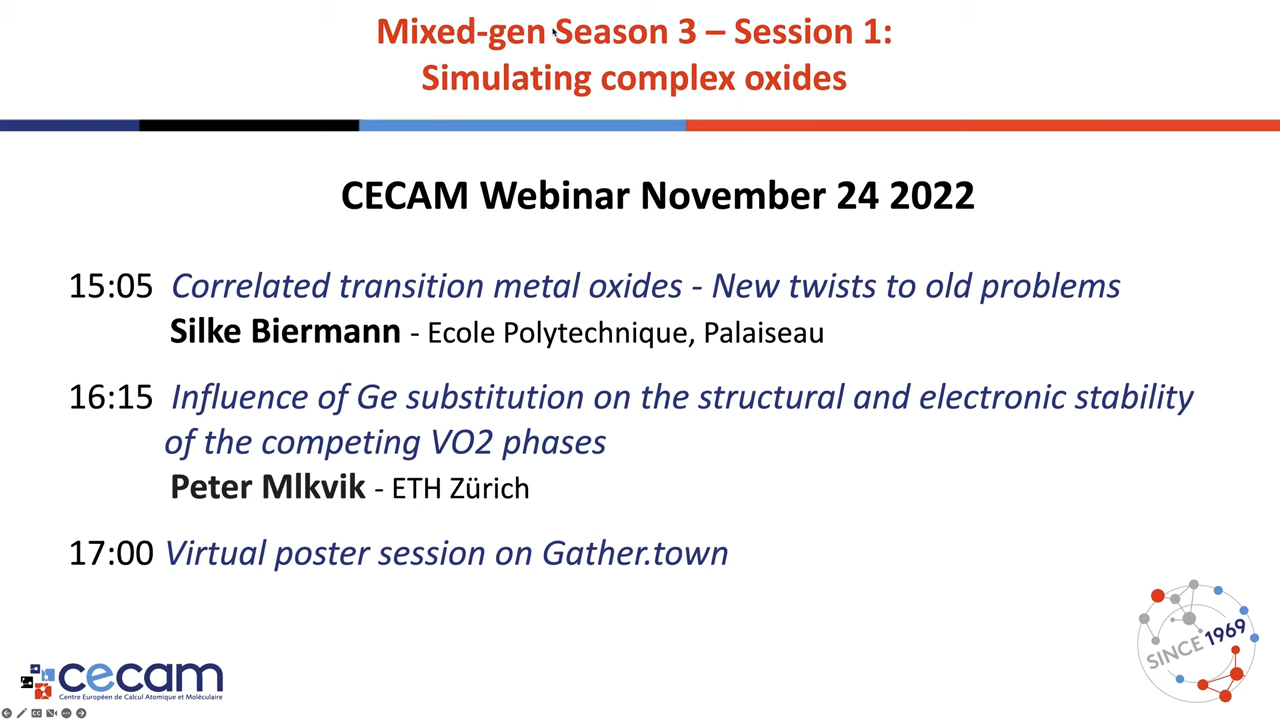 Mixed-gen Season 3 – Session 1:
Simulating complex oxides
CECAM Webinar November 24 2022
15:05 Correlated transition metal oxides - New twists to old problems
Silke Biermann - Ecole Polytechnique, Palaiseau
16:15 Influence of Ge substitution on the structural and electronic stability
of the competing VO2 phases
Peter Mlkvik - ETH Zürich
17:00 Virtual poster session on Gather.town
SINCE 1969
cecam
Centre Européen de Calcul Atomique et Moléculaire